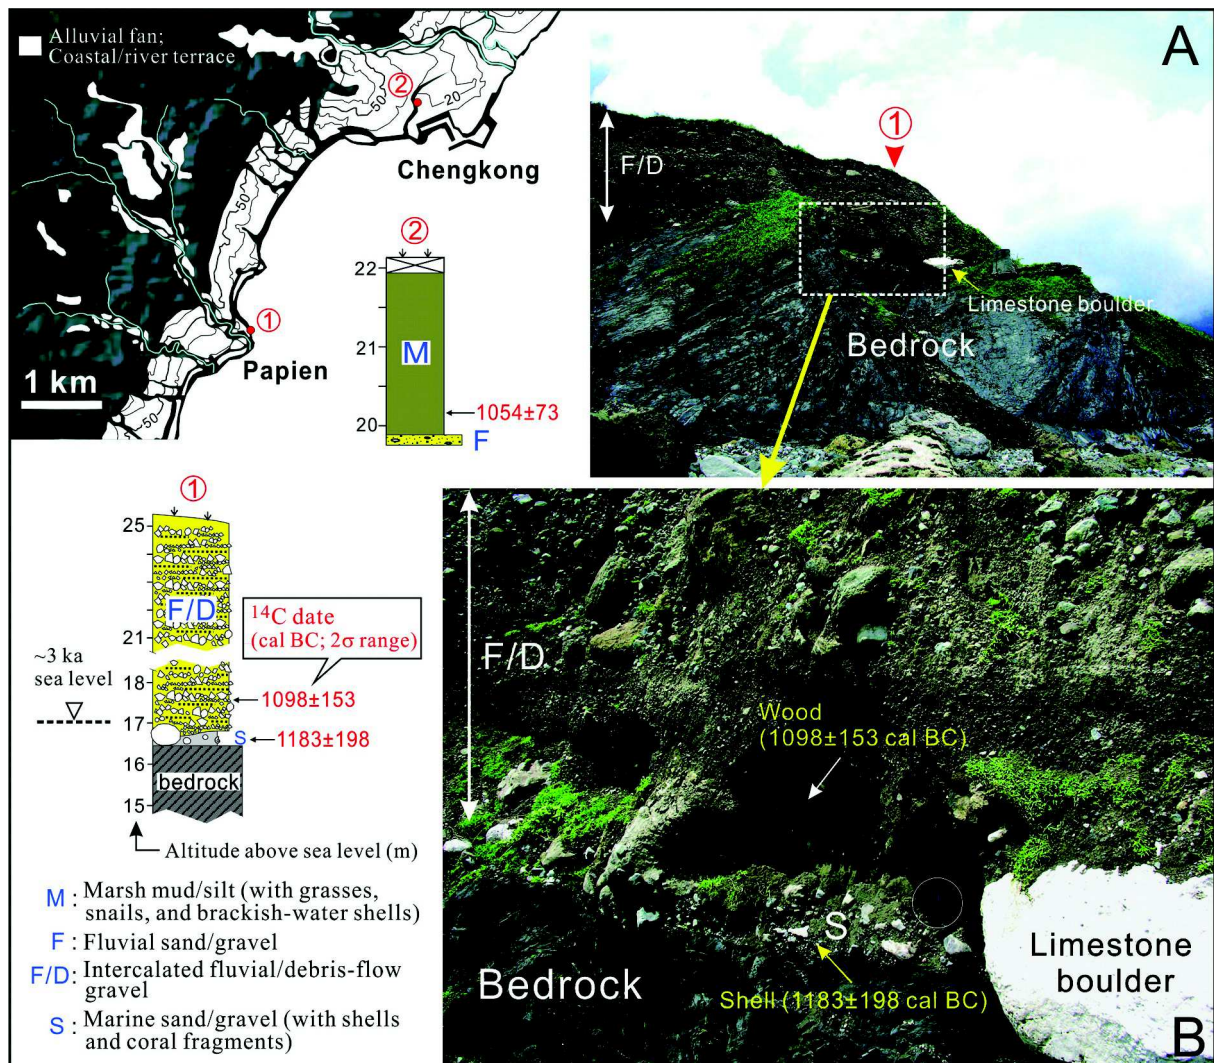 Alluvial fan;
Coastal/river terrace
50
②
20
Chengkong
50
①
Papien
1 km
50
②
22
21
20
M
1054±73
F
A
①
F/D
Limestone boulder
Bedrock
①
25
F/D
21
14C date
(cal BC; 2σ range)
~3 ka
sea level
18
1098±153
17
S
1183±198
16
bedrock
15
Altitude above sea level (m)
M : Marsh mud/silt (with grasses,
snails, and brackish-water shells)
F : Fluvial sand/gravel
F/D: Intercalated fluvial/debris-flow
gravel
S : Marine sand/gravel (with shells
and coral fragments)
F/D
Wood
(1098±153 cal BC)
S
Shell (1183±198 cal BC)
Bedrock
Limestone
boulder
B